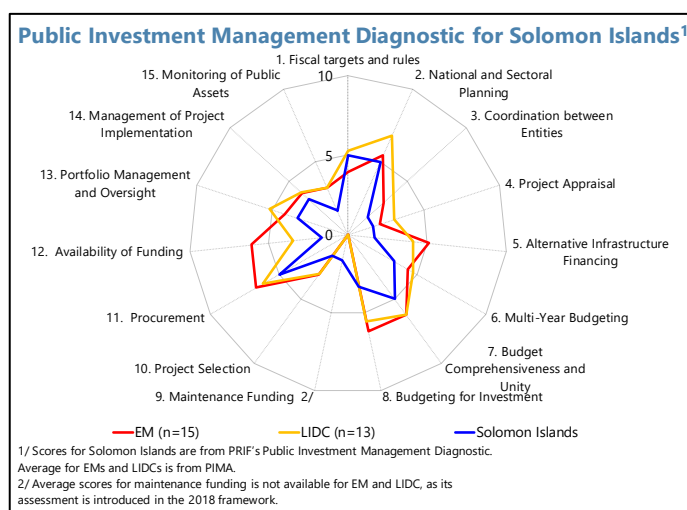 Public Investment Management Diagnostic for Solomon Islands¹
1. Fiscal targets and rules
10
2. National and Sectoral
Planning
3. Coordination between
Entities
4. Project Appraisal
5. Alternative Infrastructure
Financing
6. Multi-Year Budgeting
7. Budget
Comprehensiveness and
Unity
8. Budgeting for Investment
9. Maintenance Funding 2/
10. Project Selection
11. Procurement
12. Availability of Funding
13. Portfolio Management
and Oversight
14. Management of Project
Implementation
15. Monitoring of Public
Assets
5
0
EM (n=15)
LIDC (n=13)
Solomon Islands
1/ Scores for Solomon Islands are from PRIF's Public Investment Management Diagnostic.
Average for EMs and LIDCs is from PIMA.
2/ Average scores for maintenance funding is not available for EM and LIDC, as its
assessment is introduced in the 2018 framework.